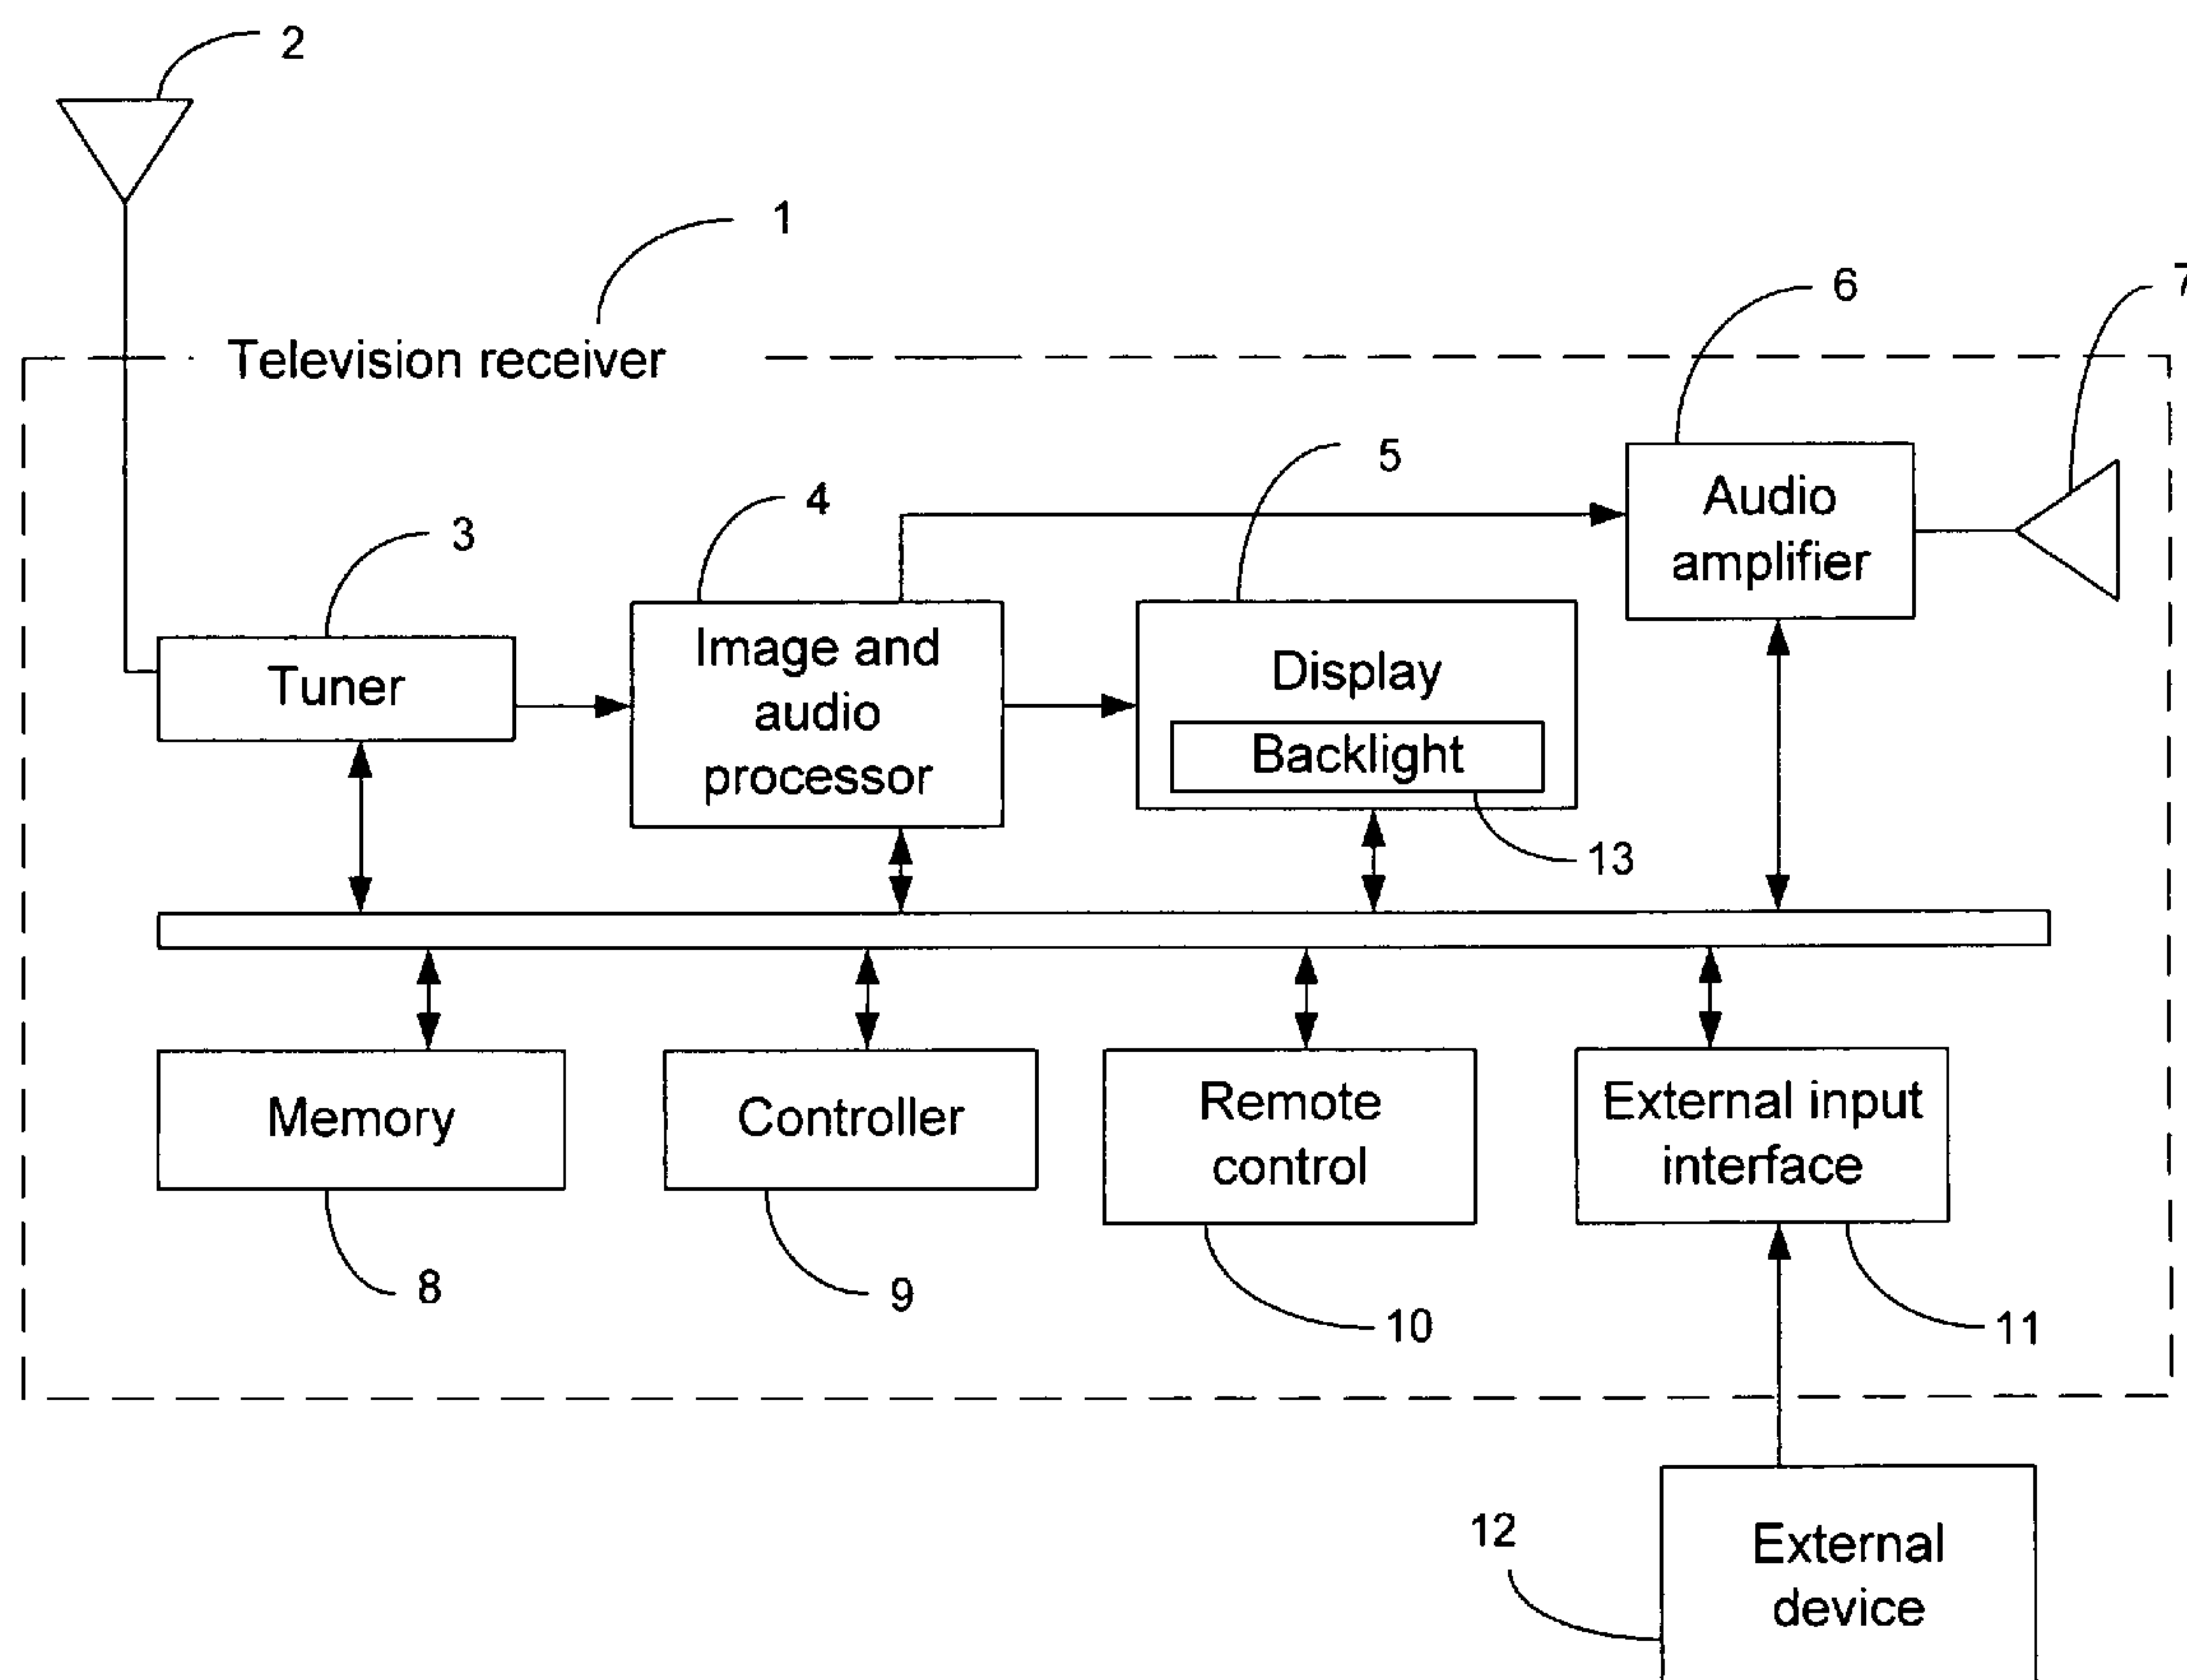 2
1
Television receiver
6
7
5
4
3
Audio
amplifier
Image and
audio
processor
Display
Backlight
Tuner
13
Memory
Controller
Remote
control
External input
interface
8
9
10
11
12
External
device